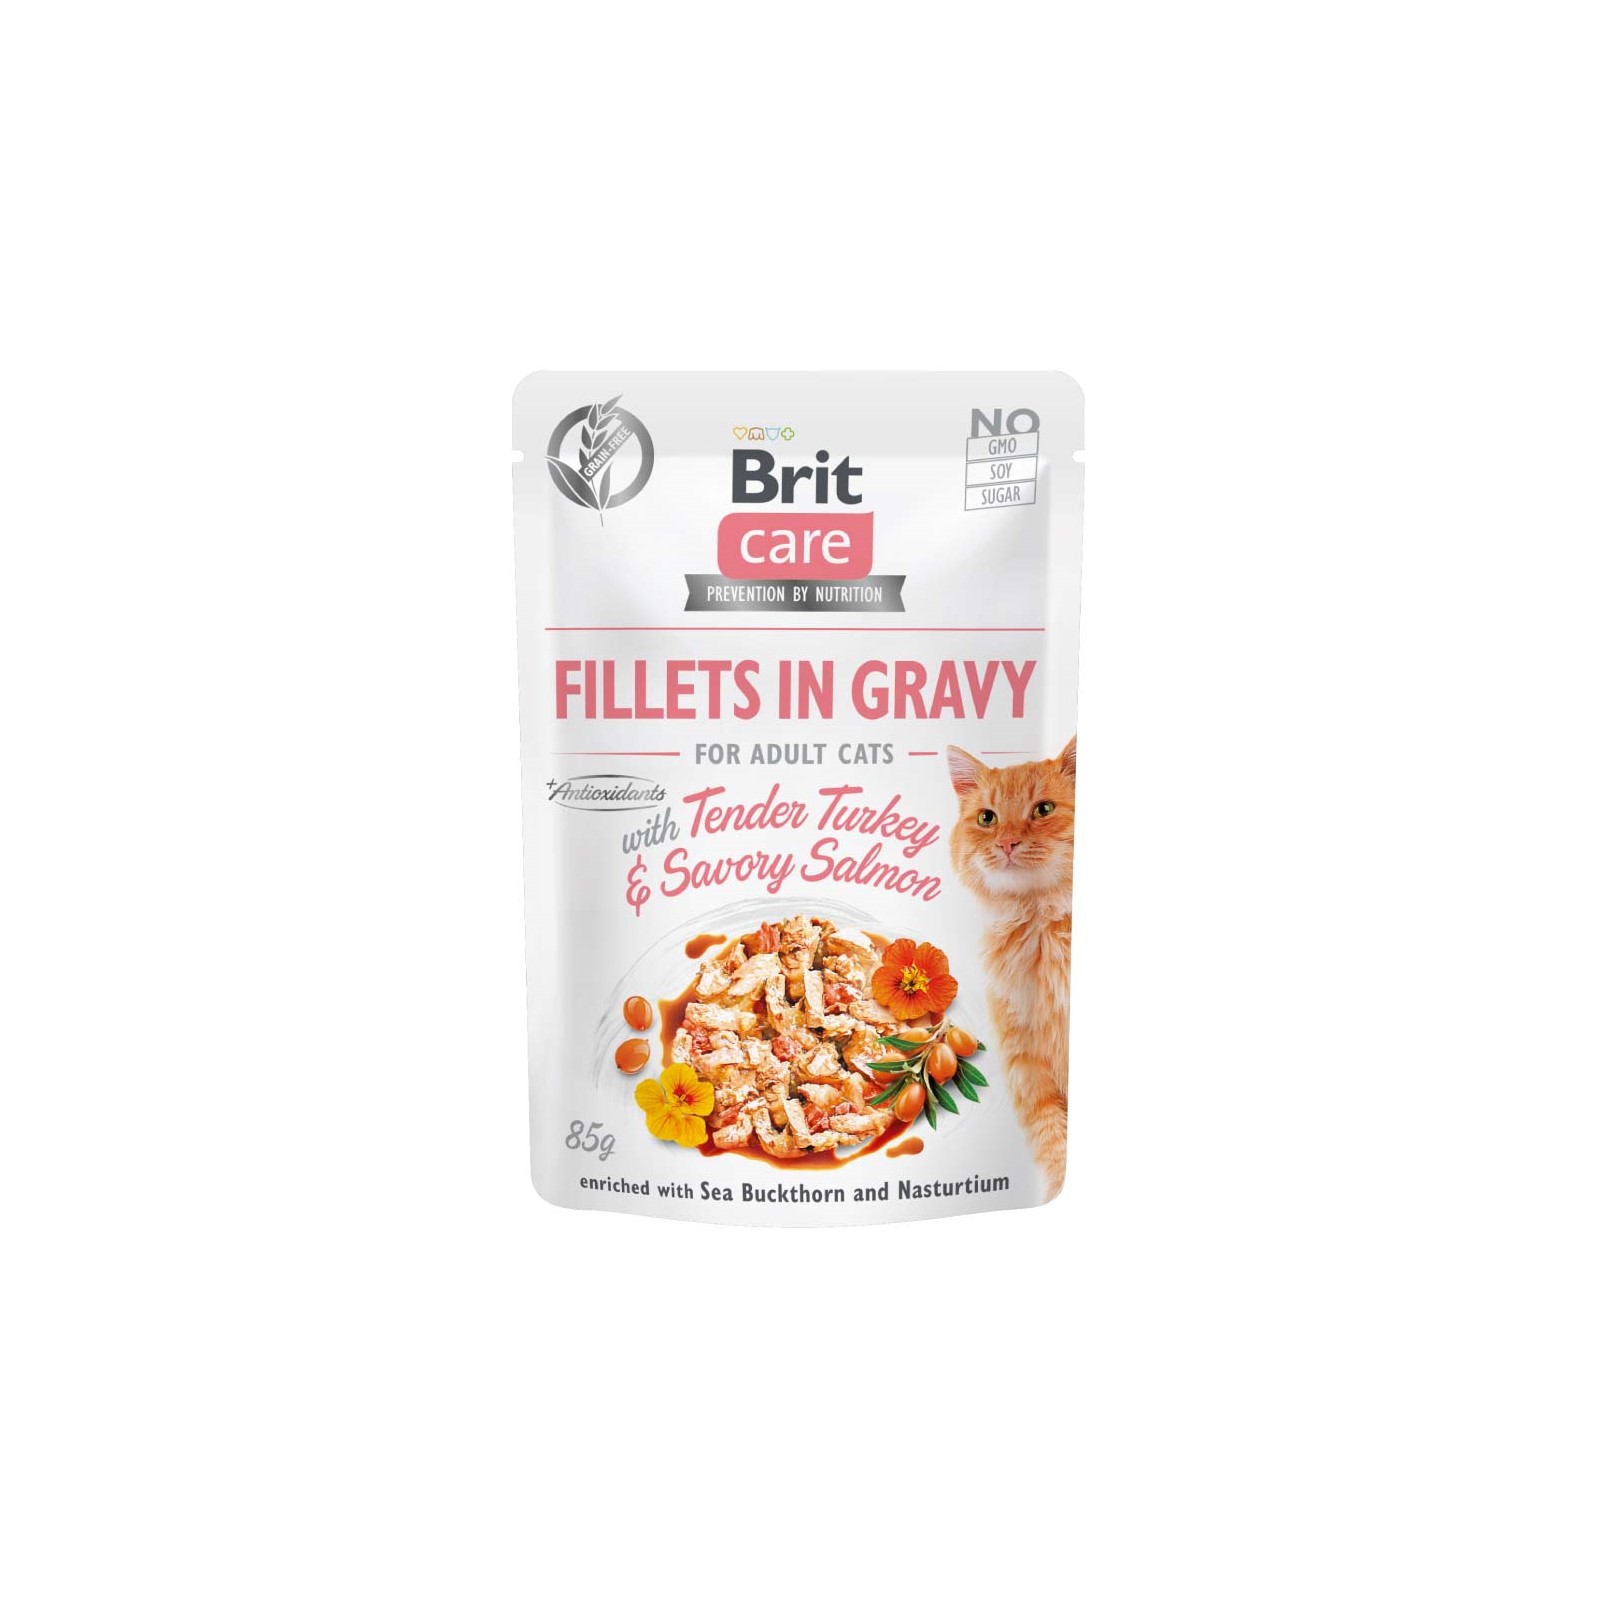 GRAIN-FREE
NO
GMO
SOY
SUGAR
Brit
care
PREVENTION BY NUTRITION
FILLETS IN GRAVY
FOR ADULT CATS
+Antioxidants
with Tender Turkey
& Savory Salmon
85g
enriched with Sea Buckthorn and Nasturtium